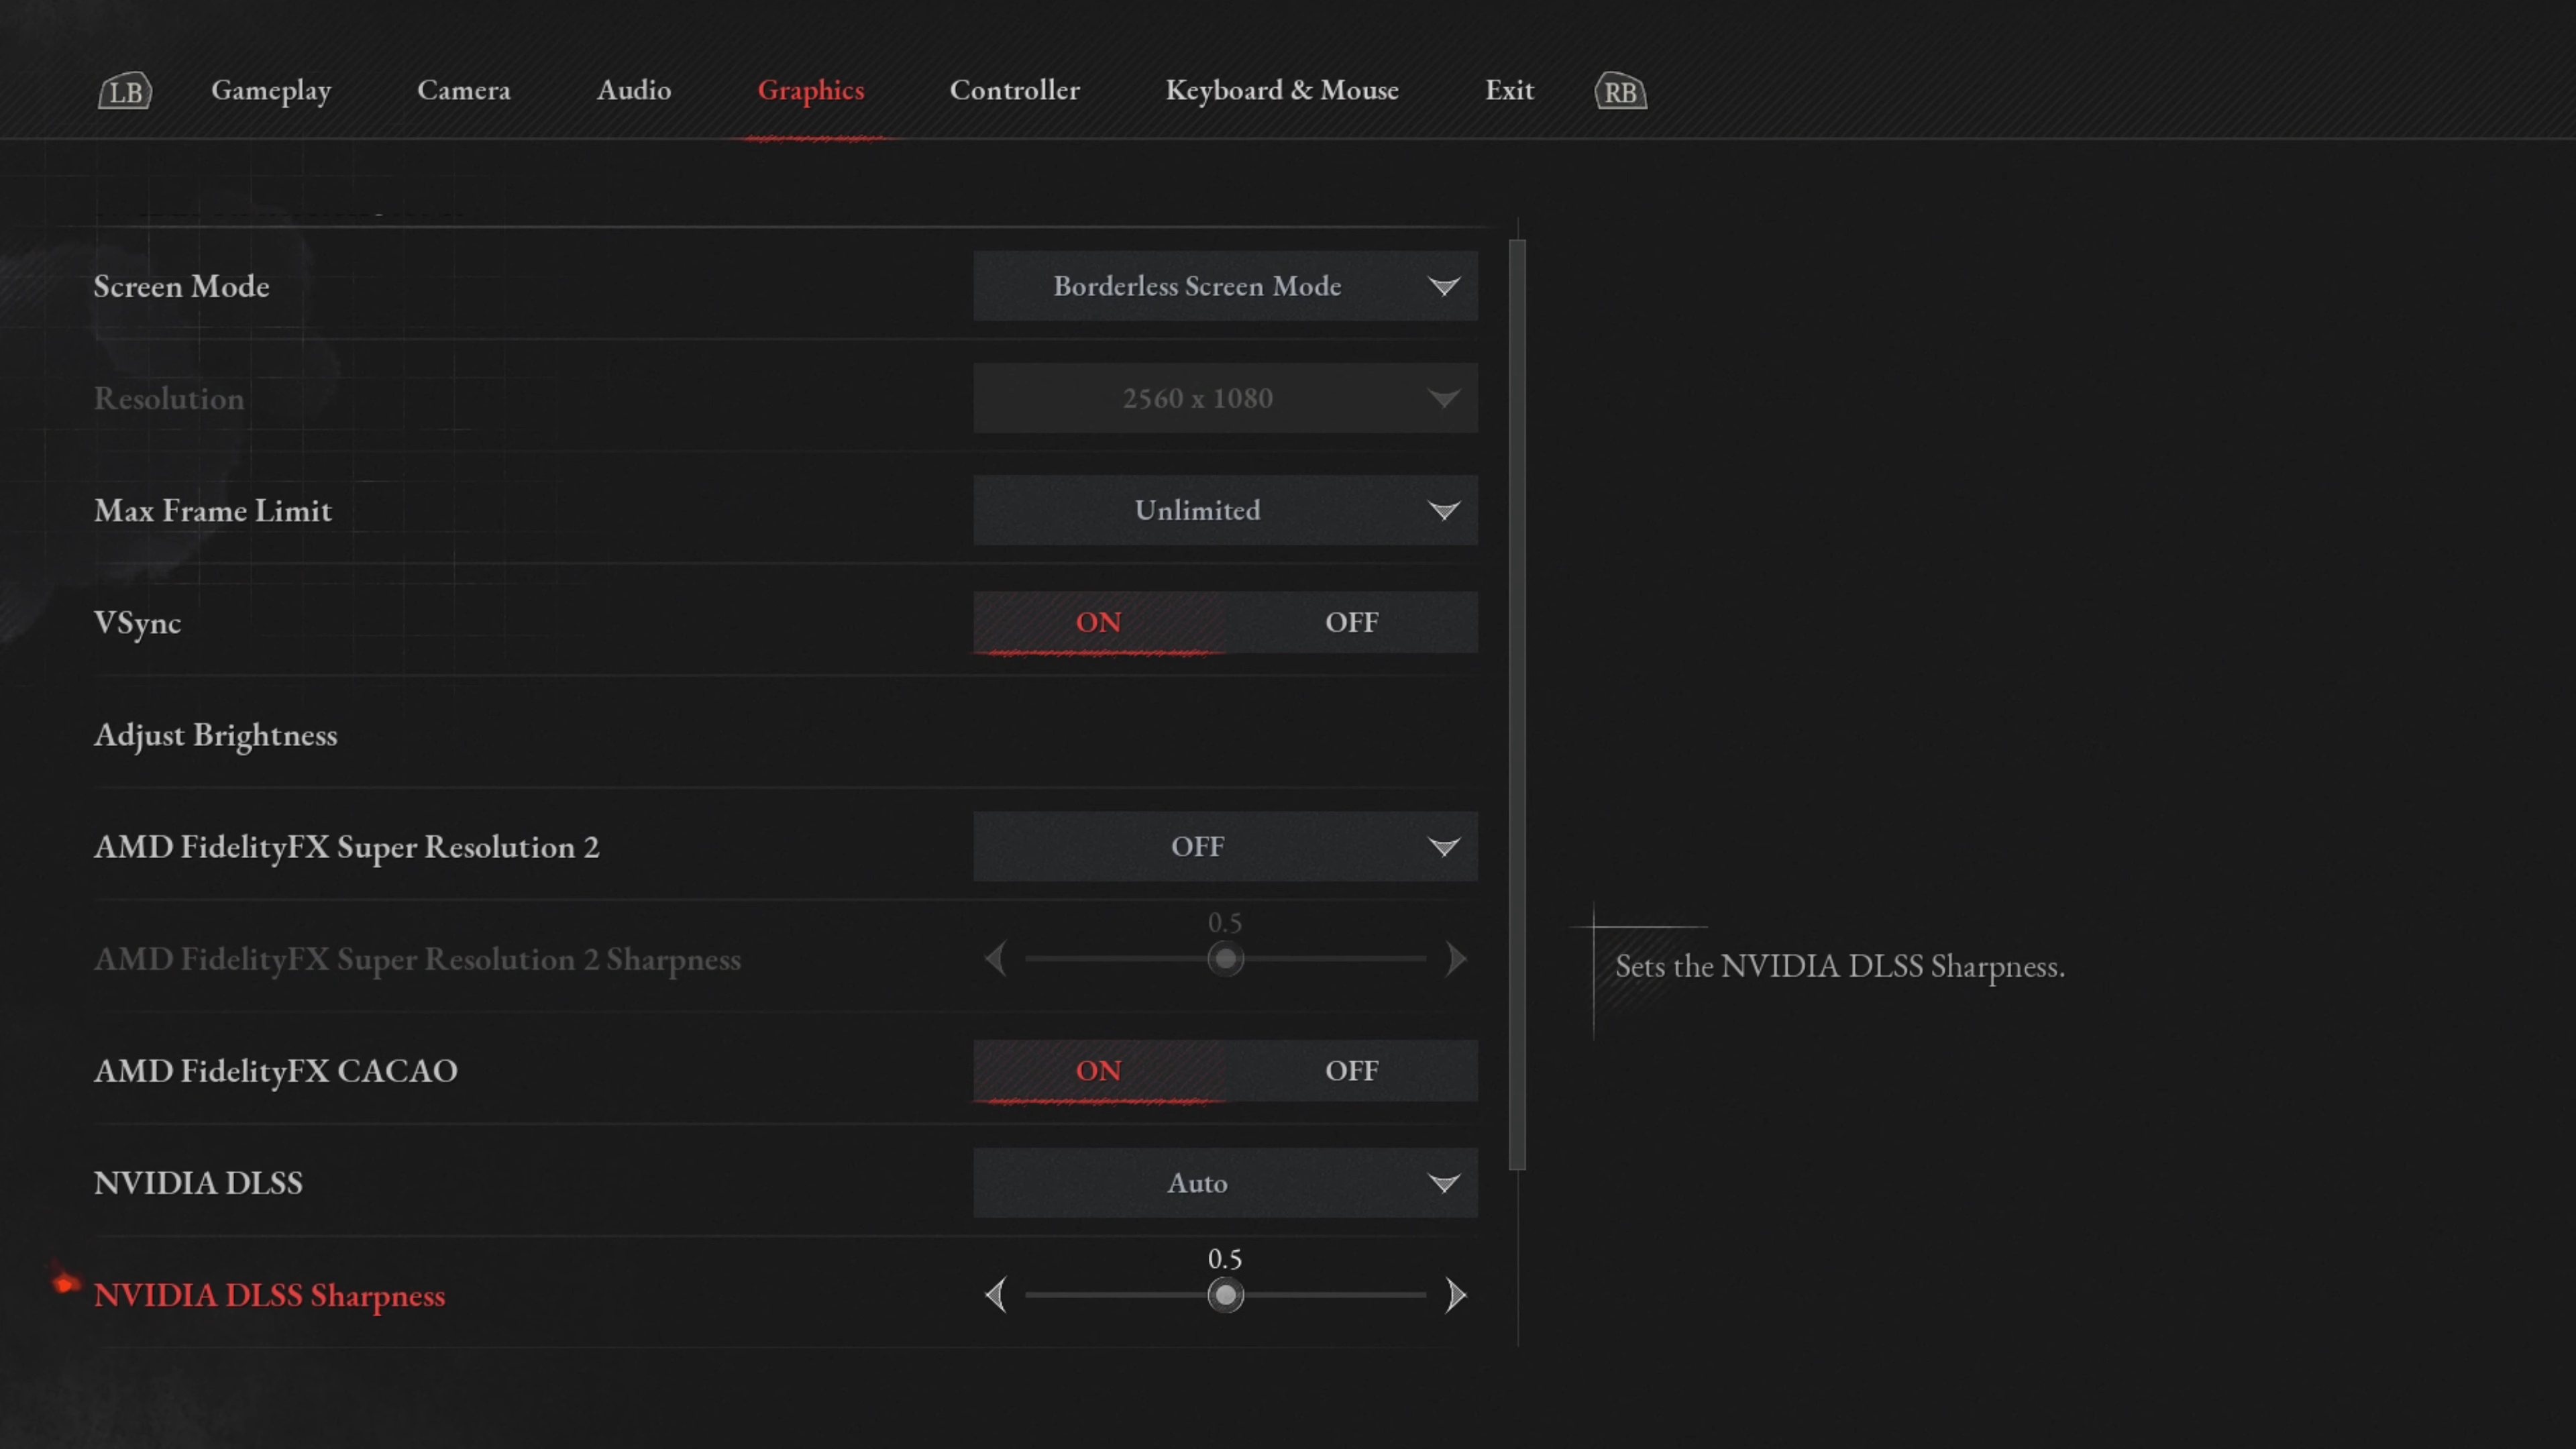 LB Gameplay Camera Audio Graphics Controller Keyboard & Mouse Exit RB
Screen Mode Borderless Screen Mode
Resolution 2560 x 1080
Max Frame Limit Unlimited
VSync ON OFF
Adjust Brightness
AMD FidelityFX Super Resolution 2 OFF
0.5
AMD FidelityFX Super Resolution 2 Sharpness
Sets the NVIDIA DLSS Sharpness.
AMD FidelityFX CACAO ON OFF
NVIDIA DLSS Auto
0.5
NVIDIA DLSS Sharpness